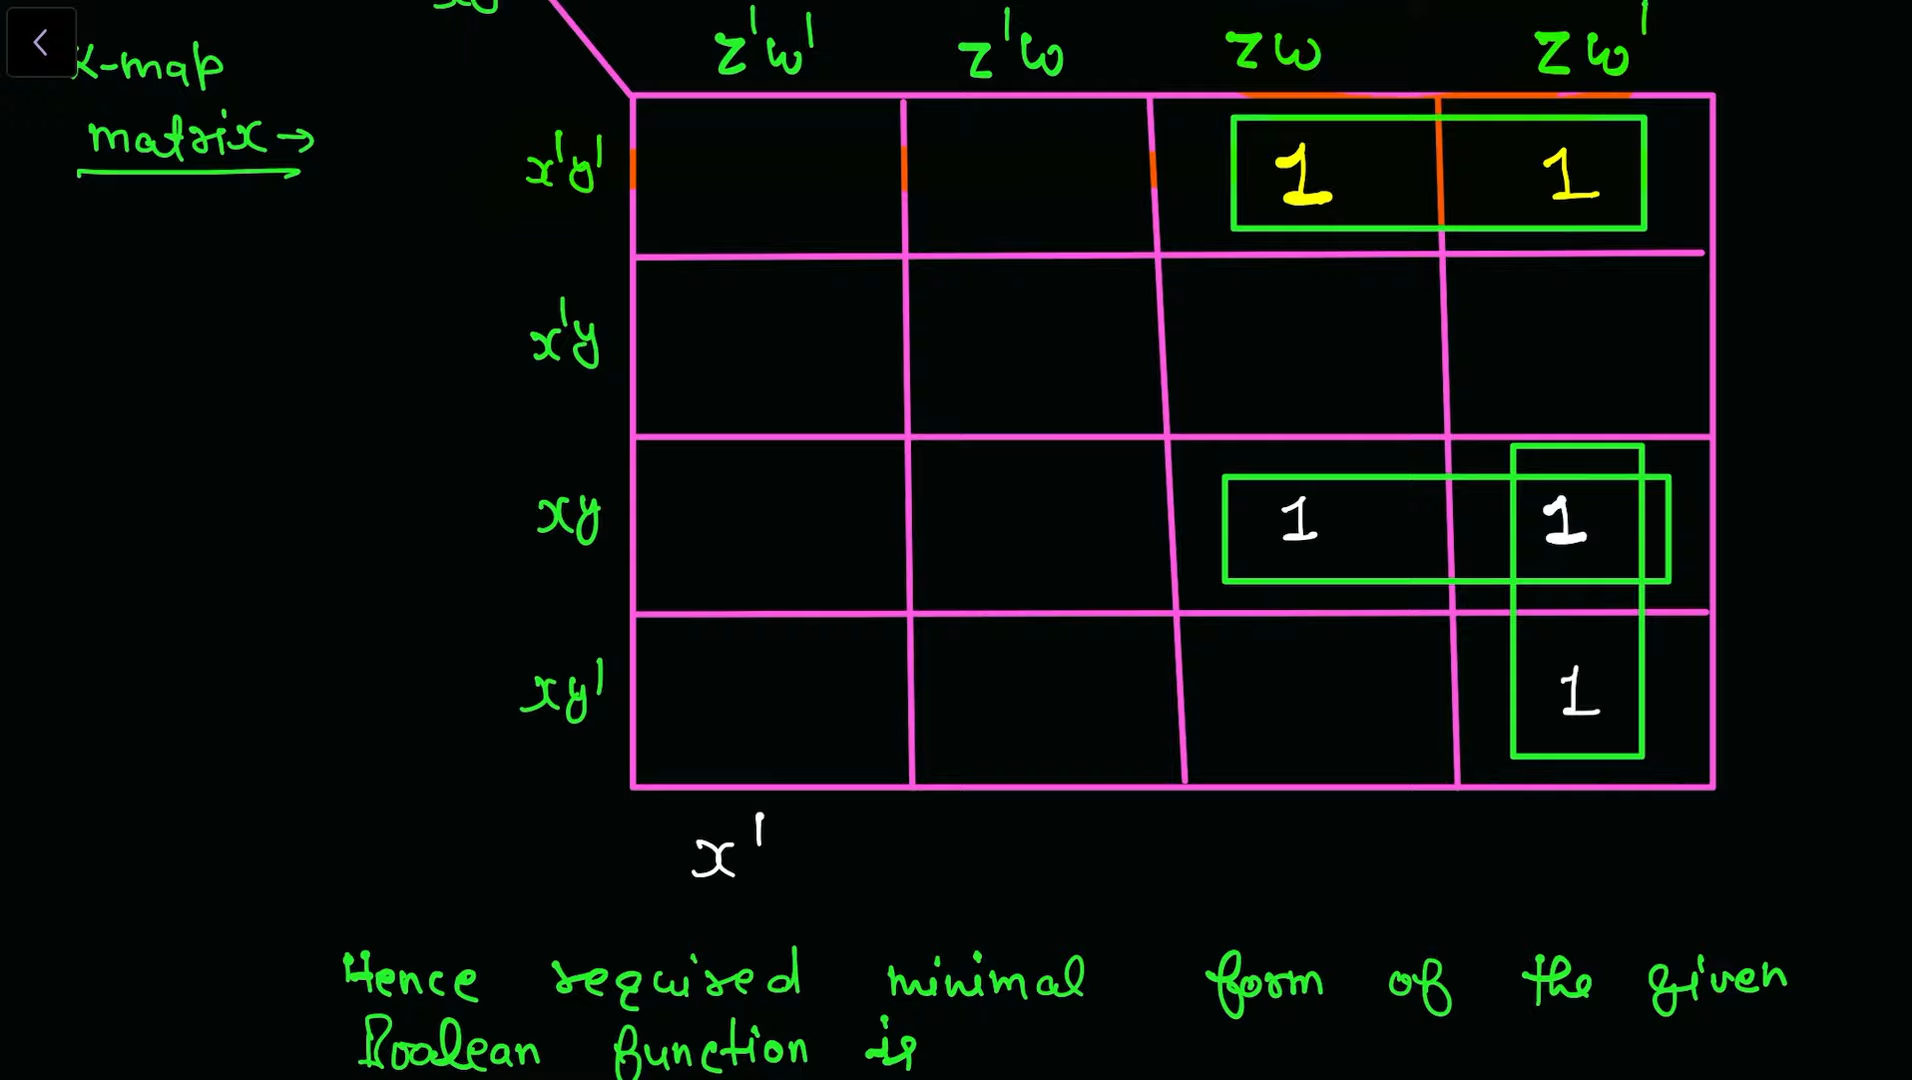 xy
z'w' z'w zw zw'
K-map
matrix→
x'y' 1 1
x'y
xy 1 1
xy' 1
x'
Hence required minimal form of the given
Boolean function is